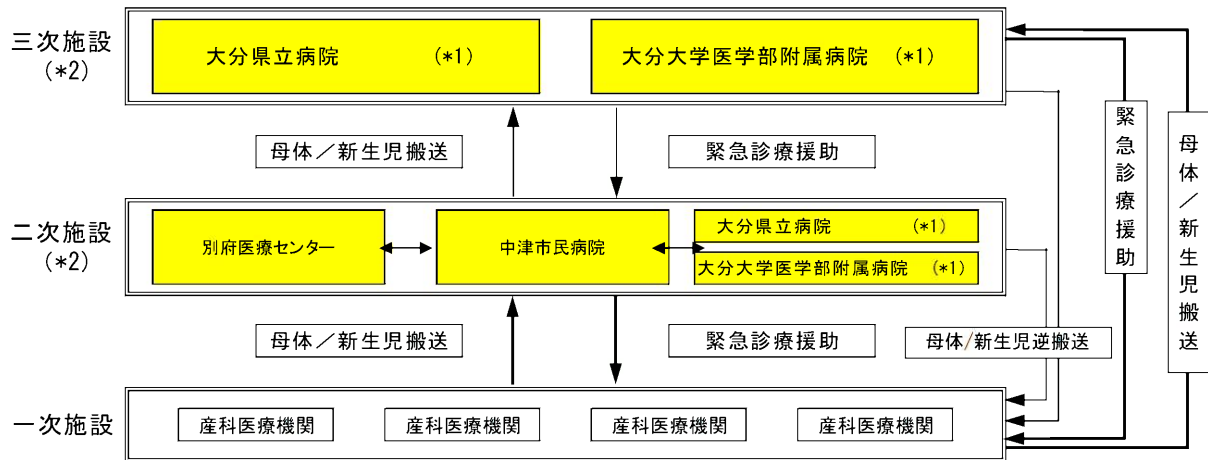 三次施設
(*2)
大分県立病院 (*1)
大分大学医学部附属病院 (*1)
母体／新生児搬送
緊急診療援助
二次施設
(*2)
別府医療センター
中津市民病院
大分県立病院 (*1)
大分大学医学部附属病院 (*1)
母体／新生児搬送
緊急診療援助
母体/新生児逆搬送
緊急診療援助
母体／新生児搬送
一次施設
産科医療機関
産科医療機関
産科医療機関
産科医療機関